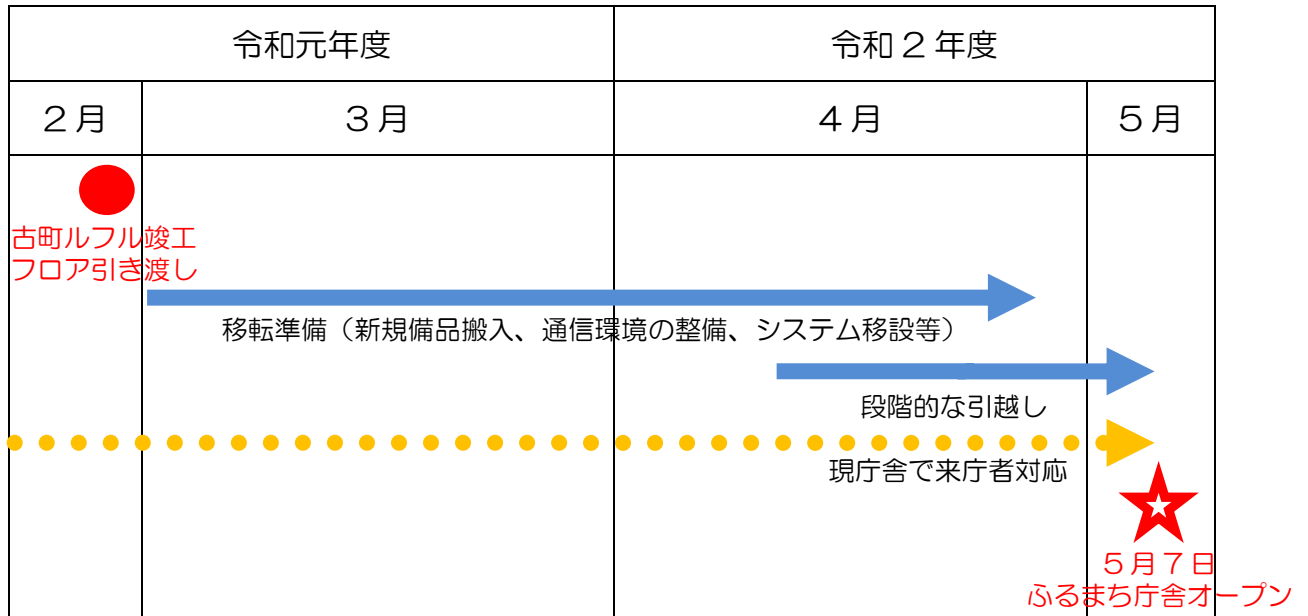 令和元年度
令和２年度
２月
３月
４月
５月
古町ルフル竣工
フロア引き渡し
移転準備（新規備品搬入、通信環境の整備、システム移設等）
段階的な引越し
現庁舎で来庁者対応
５月７日
ふるまち庁舎オープン